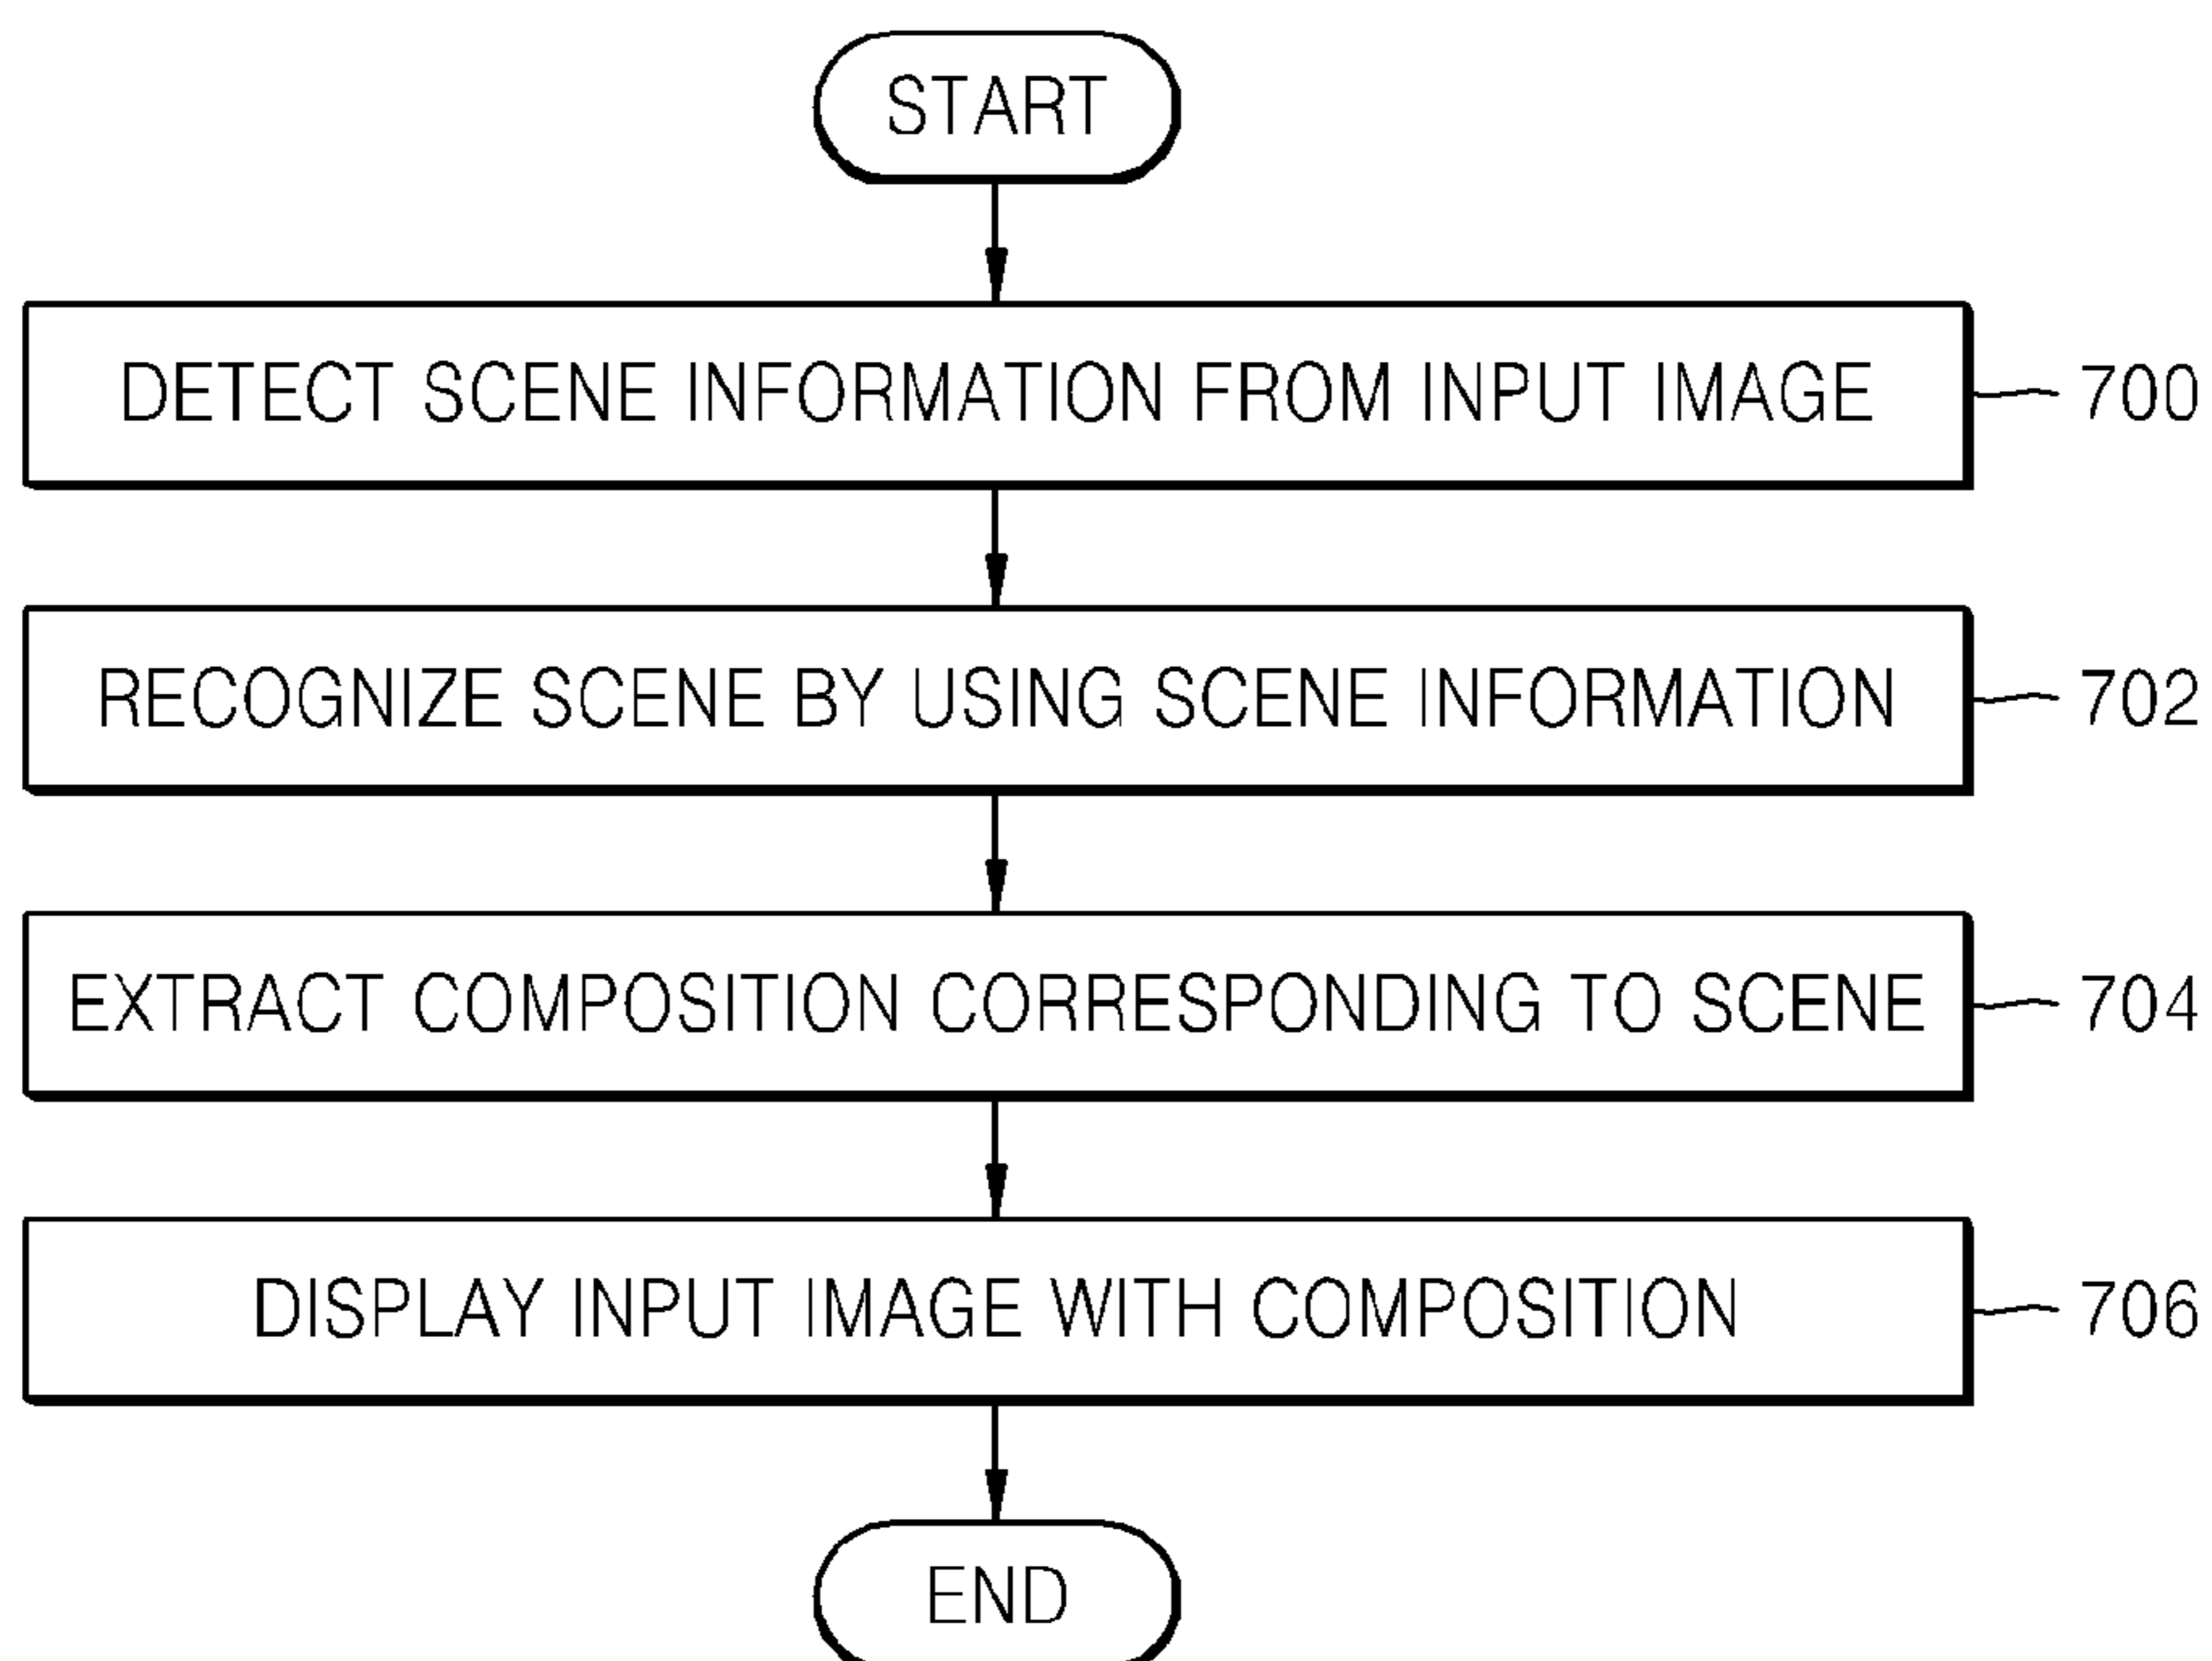 START
DETECT SCENE INFORMATION FROM INPUT IMAGE
700
RECOGNIZE SCENE BY USING SCENE INFORMATION
702
EXTRACT COMPOSITION CORRESPONDING TO SCENE
704
DISPLAY INPUT IMAGE WITH COMPOSITION
706
END